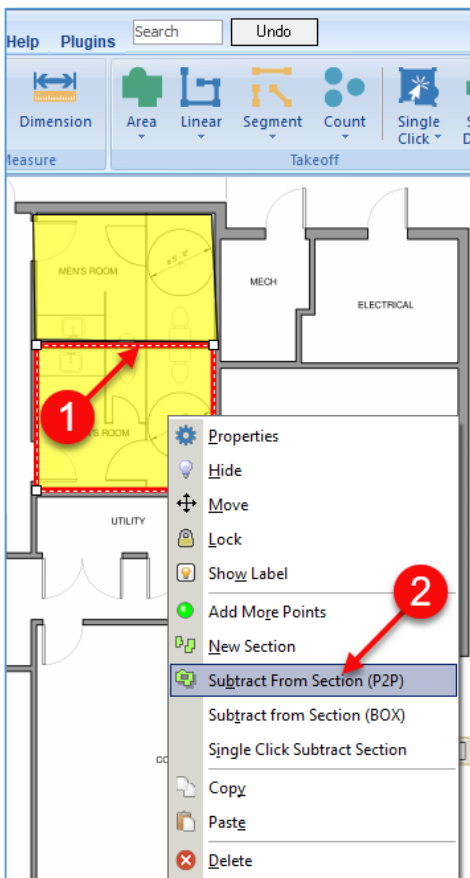 Help Plugins Search Undo
Dimension Area Linear Segment Count Single
Click
Measure Takeoff
MEN'S ROOM
MECH
ELECTRICAL
1
S ROOM
UTILITY
Properties
Hide
Move
Lock
Show Label
2
Add More Points
New Section
Subtract From Section (P2P)
Subtract from Section (BOX)
Single Click Subtract Section
Copy
Paste
Delete